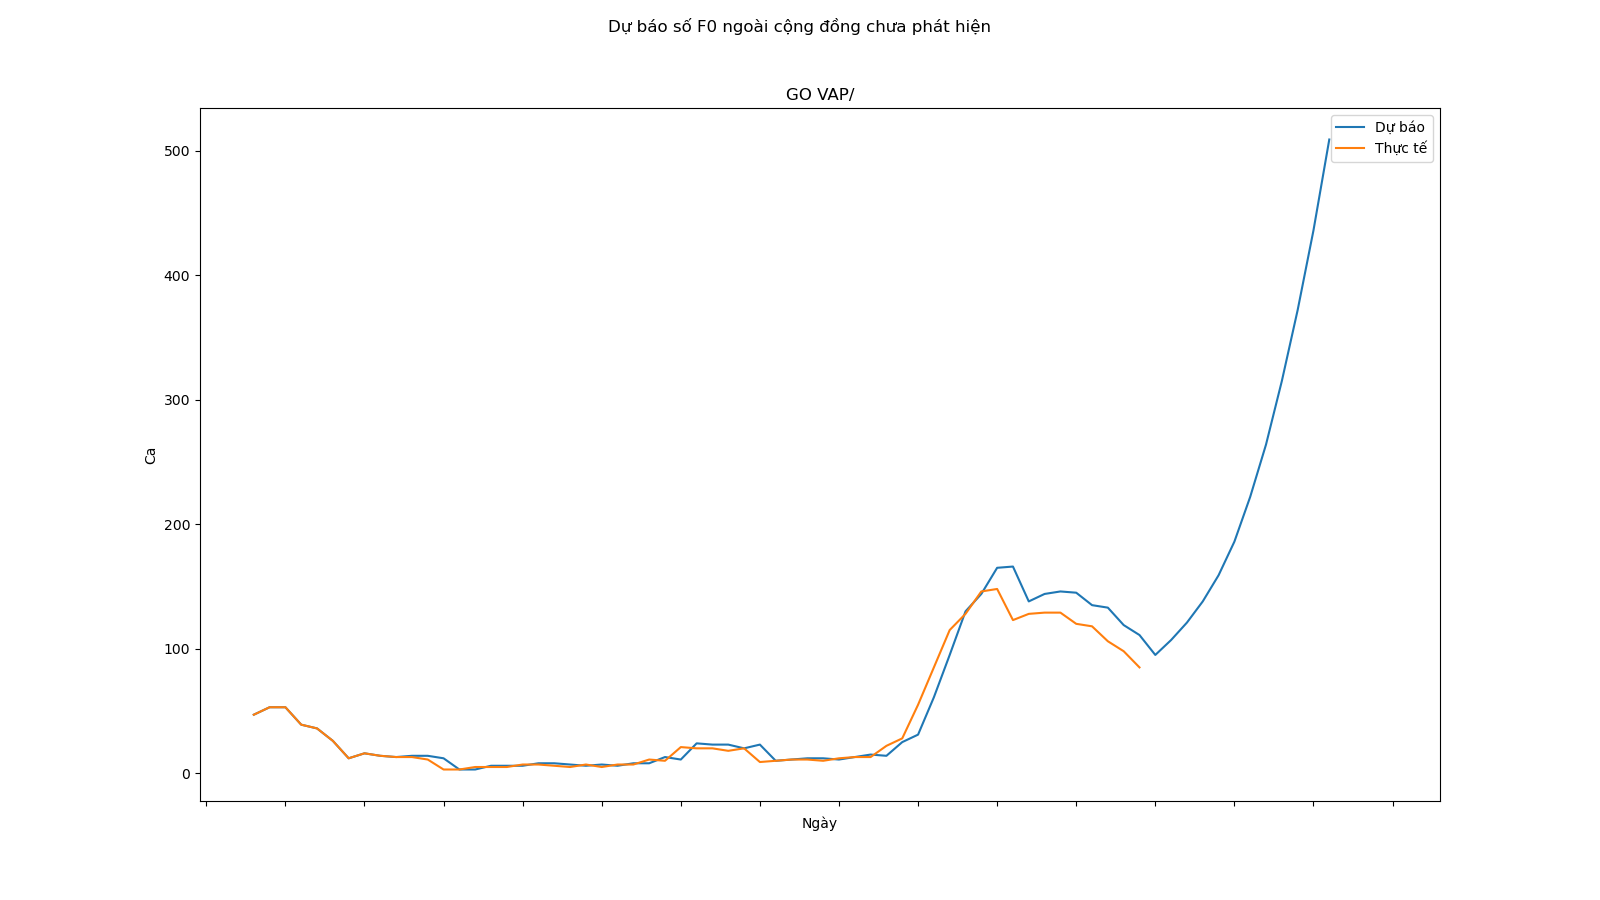 Dự báo số F0 ngoài cộng đồng chưa phát hiện
GO VAP/
Dự báo
Thực tế
500
400
300
200
100
0
Ca
Ngày